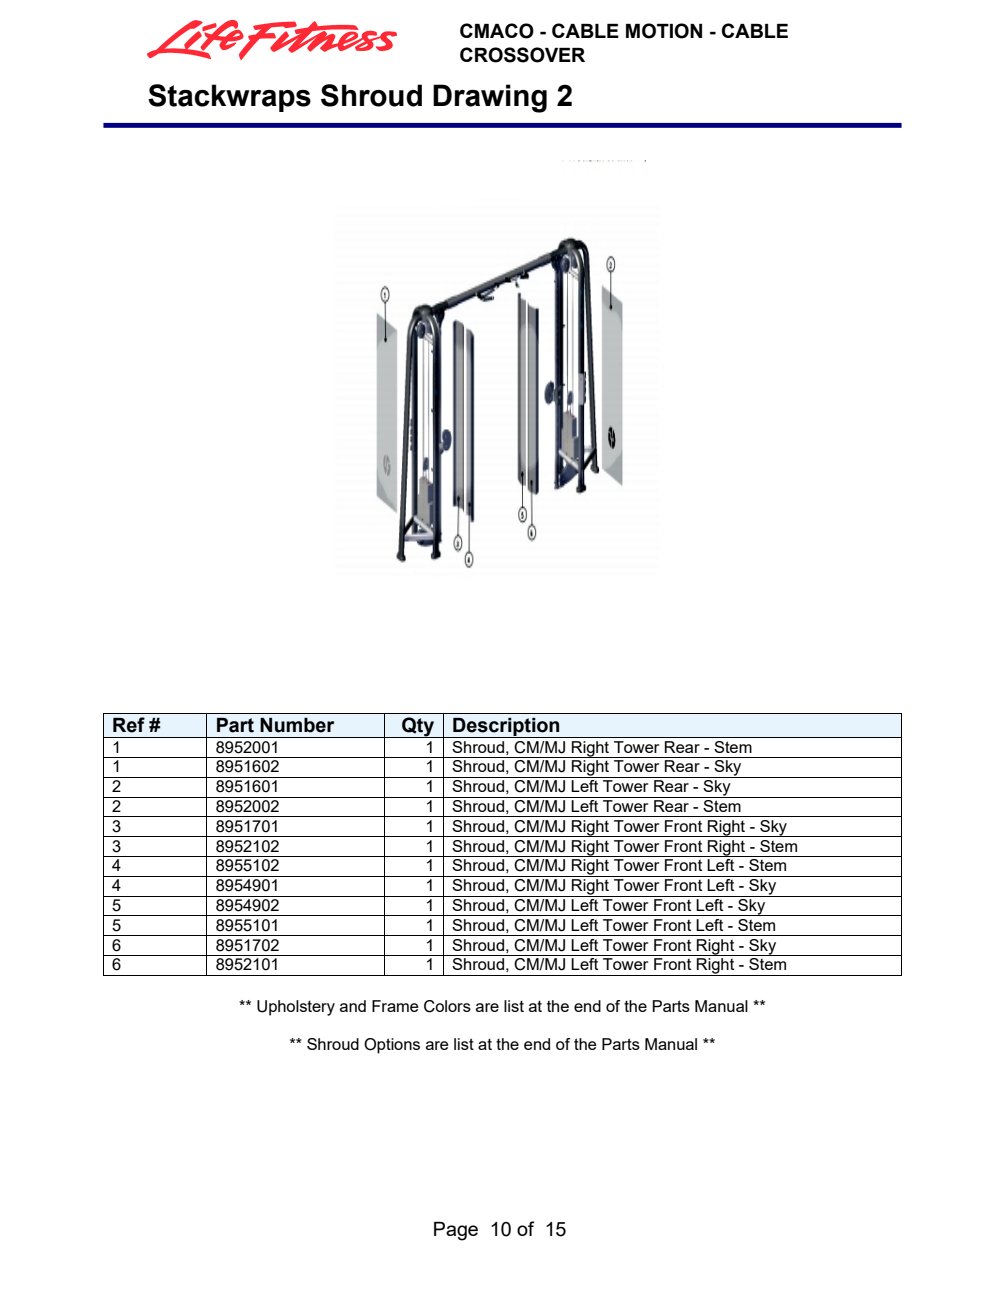 Life Fitness
CMACO - CABLE MOTION - CABLE
CROSSOVER
Stackwraps Shroud Drawing 2
1
2
3
4
5
6
Ref # Part Number Qty Description
1 8952001 1 Shroud, CM/MJ Right Tower Rear - Stem
1 8951602 1 Shroud, CM/MJ Right Tower Rear - Sky
2 8951601 1 Shroud, CM/MJ Left Tower Rear - Sky
2 8952002 1 Shroud, CM/MJ Left Tower Rear - Stem
3 8951701 1 Shroud, CM/MJ Right Tower Front Right - Sky
3 8952102 1 Shroud, CM/MJ Right Tower Front Right - Stem
4 8955102 1 Shroud, CM/MJ Right Tower Front Left - Stem
4 8954901 1 Shroud, CM/MJ Right Tower Front Left - Sky
5 8954902 1 Shroud, CM/MJ Left Tower Front Left - Sky
5 8955101 1 Shroud, CM/MJ Left Tower Front Left - Stem
6 8951702 1 Shroud, CM/MJ Left Tower Front Right - Sky
6 8952101 1 Shroud, CM/MJ Left Tower Front Right - Stem
** Upholstery and Frame Colors are list at the end of the Parts Manual **
** Shroud Options are list at the end of the Parts Manual **
Page 10 of 15